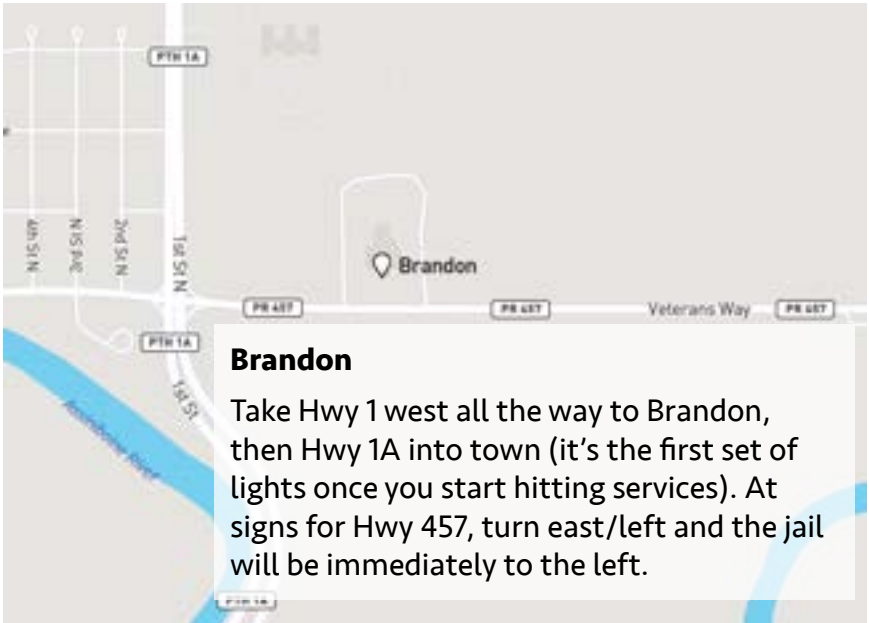 PTH 1A
4th St N
2nd St N
1st St N
Brandon
PR 457
PR 457
Veterans Way
PR 457
PTH 1A
1st St
Assiniboine River
Brandon
Take Hwy 1 west all the way to Brandon,
then Hwy 1A into town (it’s the first set of
lights once you start hitting services). At
signs for Hwy 457, turn east/left and the jail
will be immediately to the left.
PTH 1A